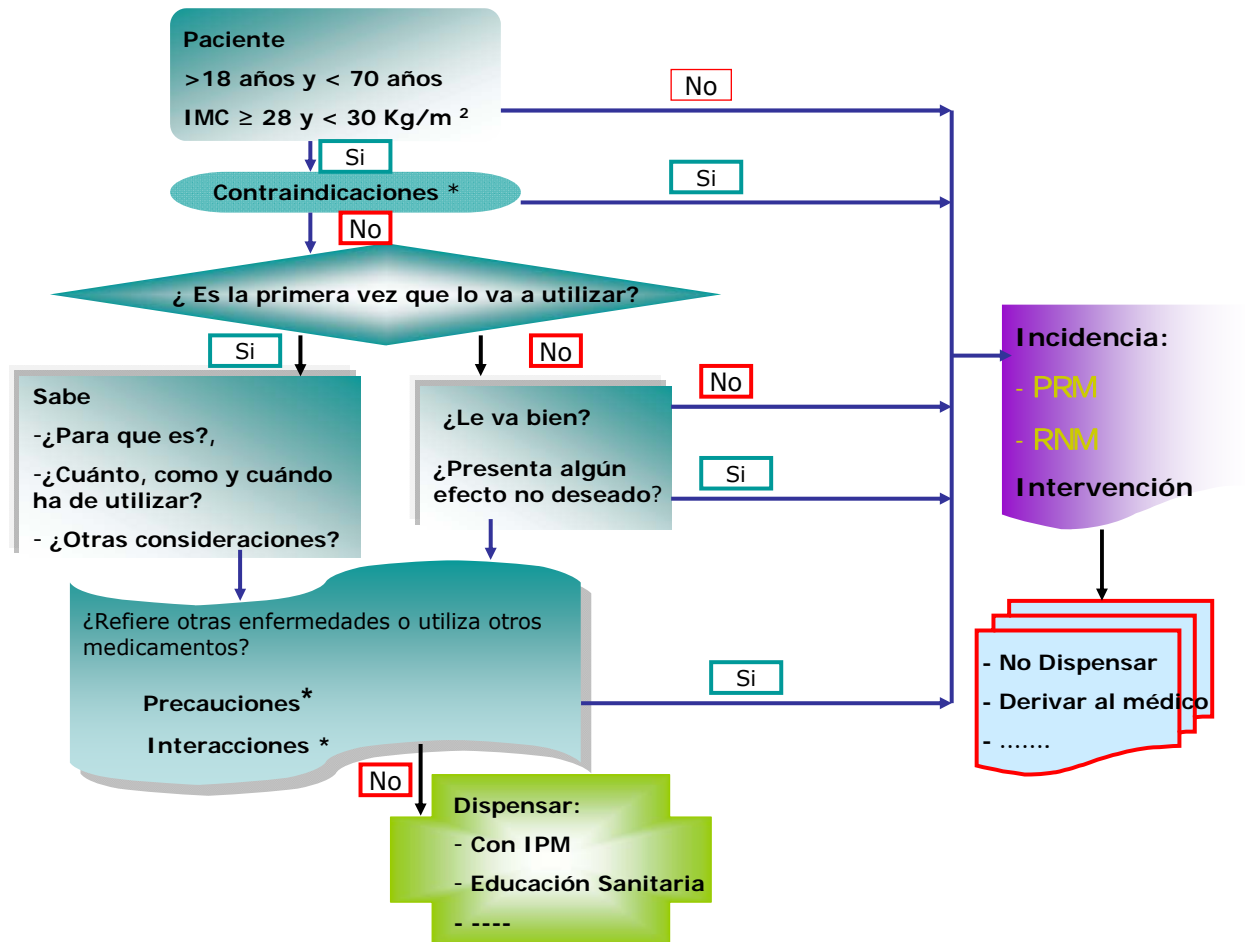 Paciente
>18 años y < 70 años
IMC ≥ 28 y < 30 Kg/m ²
No
Si
Contraindicaciones *
Si
No
¿ Es la primera vez que lo va a utilizar?
Si
No
Sabe
-¿Para que es?,
-¿Cuánto, como y cuándo
ha de utilizar?
- ¿Otras consideraciones?
¿Le va bien?
¿Presenta algún
efecto no deseado?
No
Si
Incidencia:
- PRM
- RNM
Intervención
¿Refiere otras enfermedades o utiliza otros
medicamentos?
Precauciones*
Interacciones *
Si
No
- No Dispensar
- Derivar al médico
- .......
Dispensar:
- Con IPM
- Educación Sanitaria
- ----